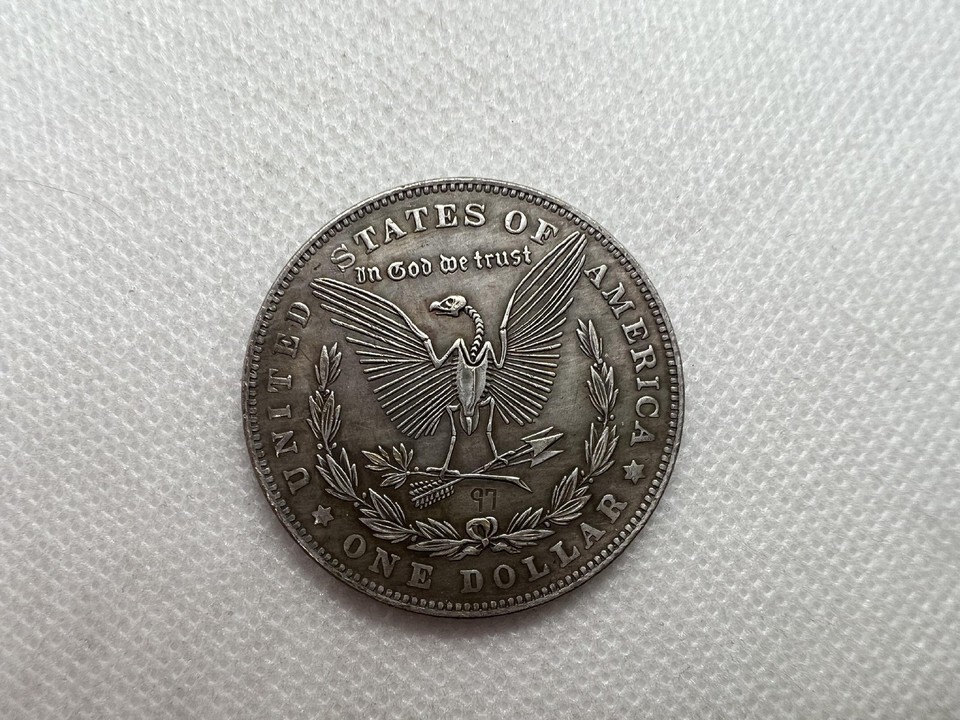 UNITED STATES OF AMERICA
In God we trust
97
ONE DOLLAR